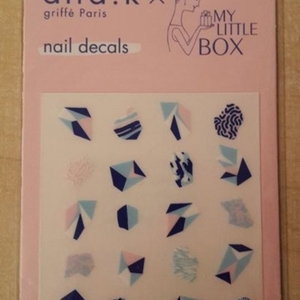 griffé Paris
nail decals
MY
LITTLE
BOX